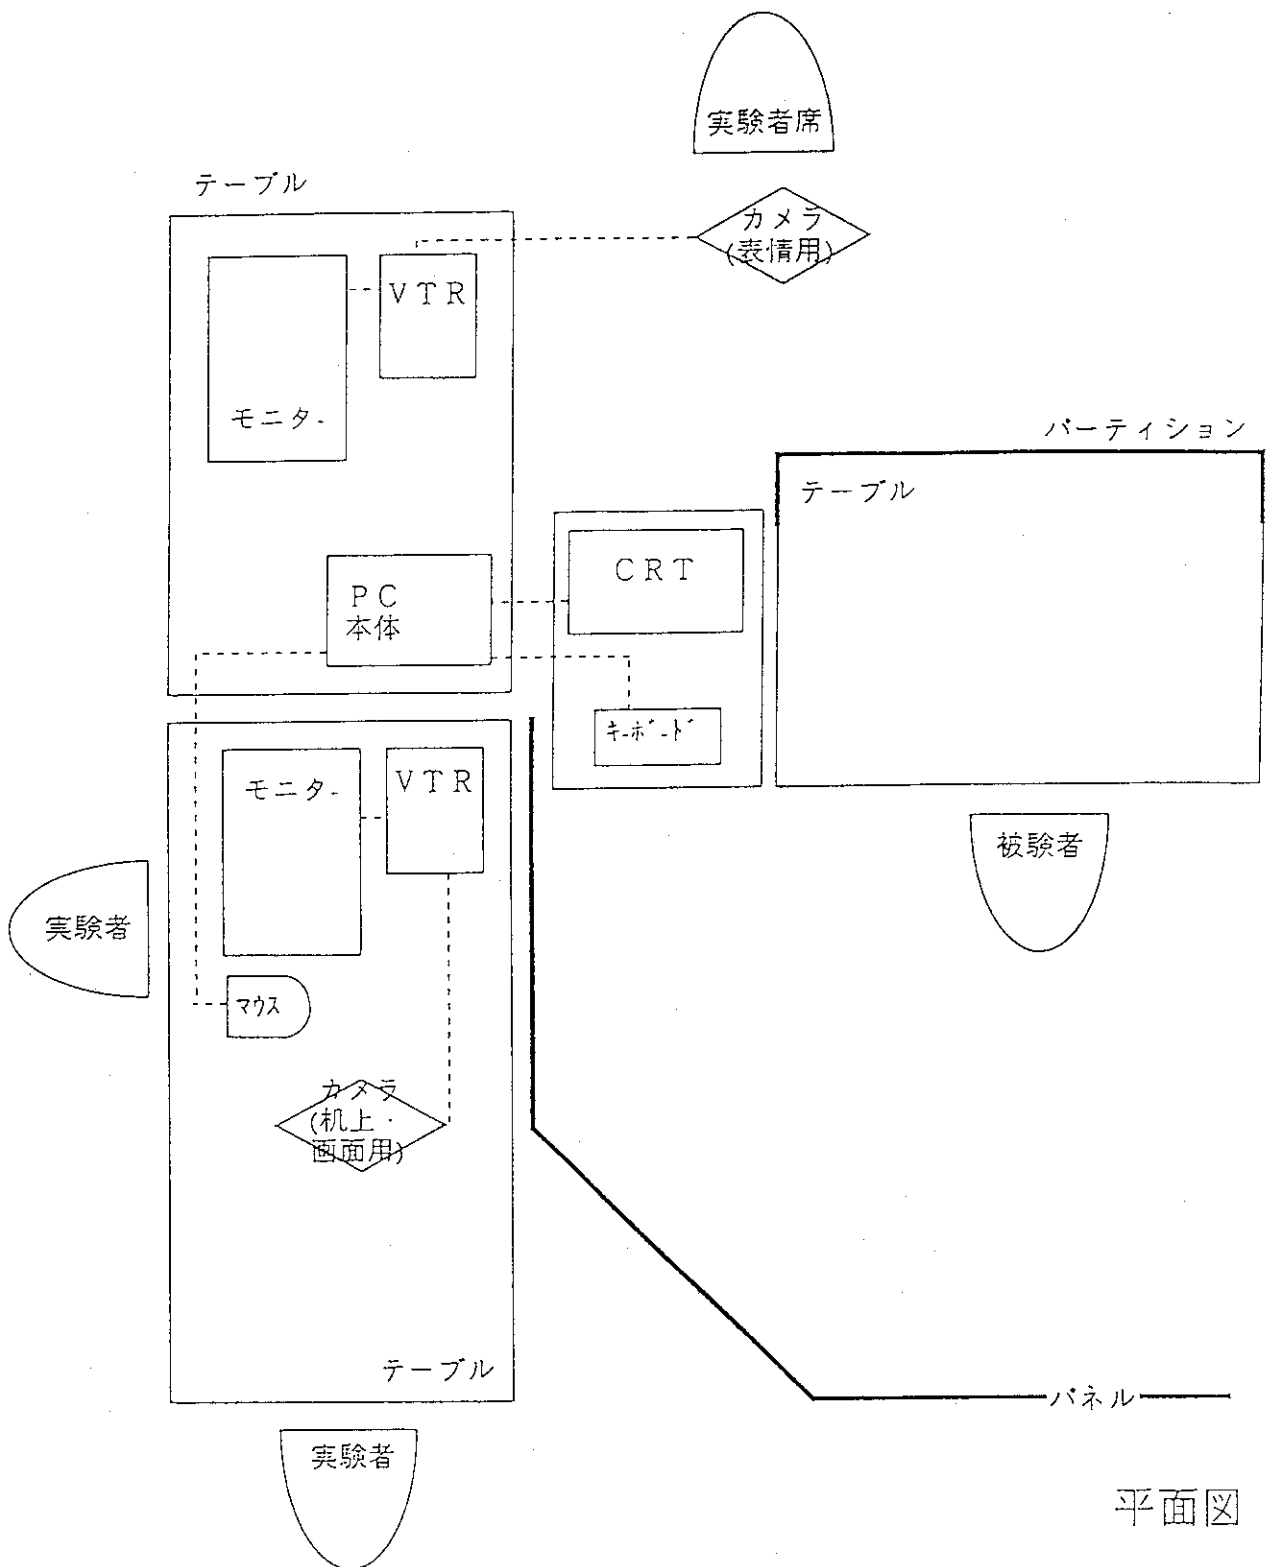 実験者席
テーブル
カメラ
(表情用)
VTR
モニター
パーティション
テーブル
CRT
PC
本体
キーボード
モニター
VTR
被験者
実験者
マウス
カメラ
(机上・
画面用)
テーブル
パネル
実験者
平面図